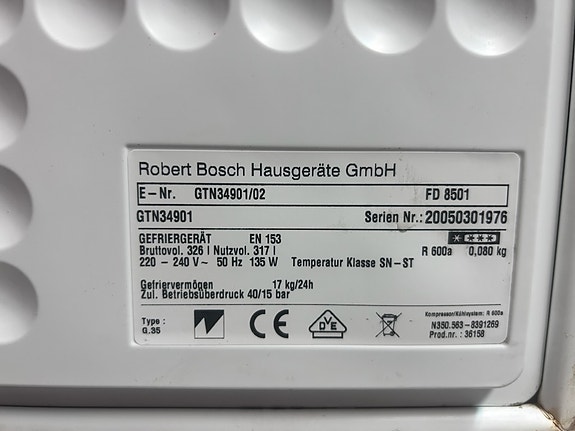 Robert Bosch Hausgeräte GmbH
E-Nr. GTN34901/02 FD 8501
GTN34901 Serien Nr.: 20050301976
GEFRIERGERÄT EN 153
Bruttovol. 326 l Nutzvol. 317 l R 600a 0,080 kg
220 - 240 V~ 50 Hz 135 W Temperatur Klasse SN-ST
Gefriervermögen 17 kg/24h
Zul. Betriebsüberdruck 40/15 bar
Type : Kompressor/Kühlsystem: R 600a
G.35 CE DVE N350.563-8391269
Prod.nr. : 36158